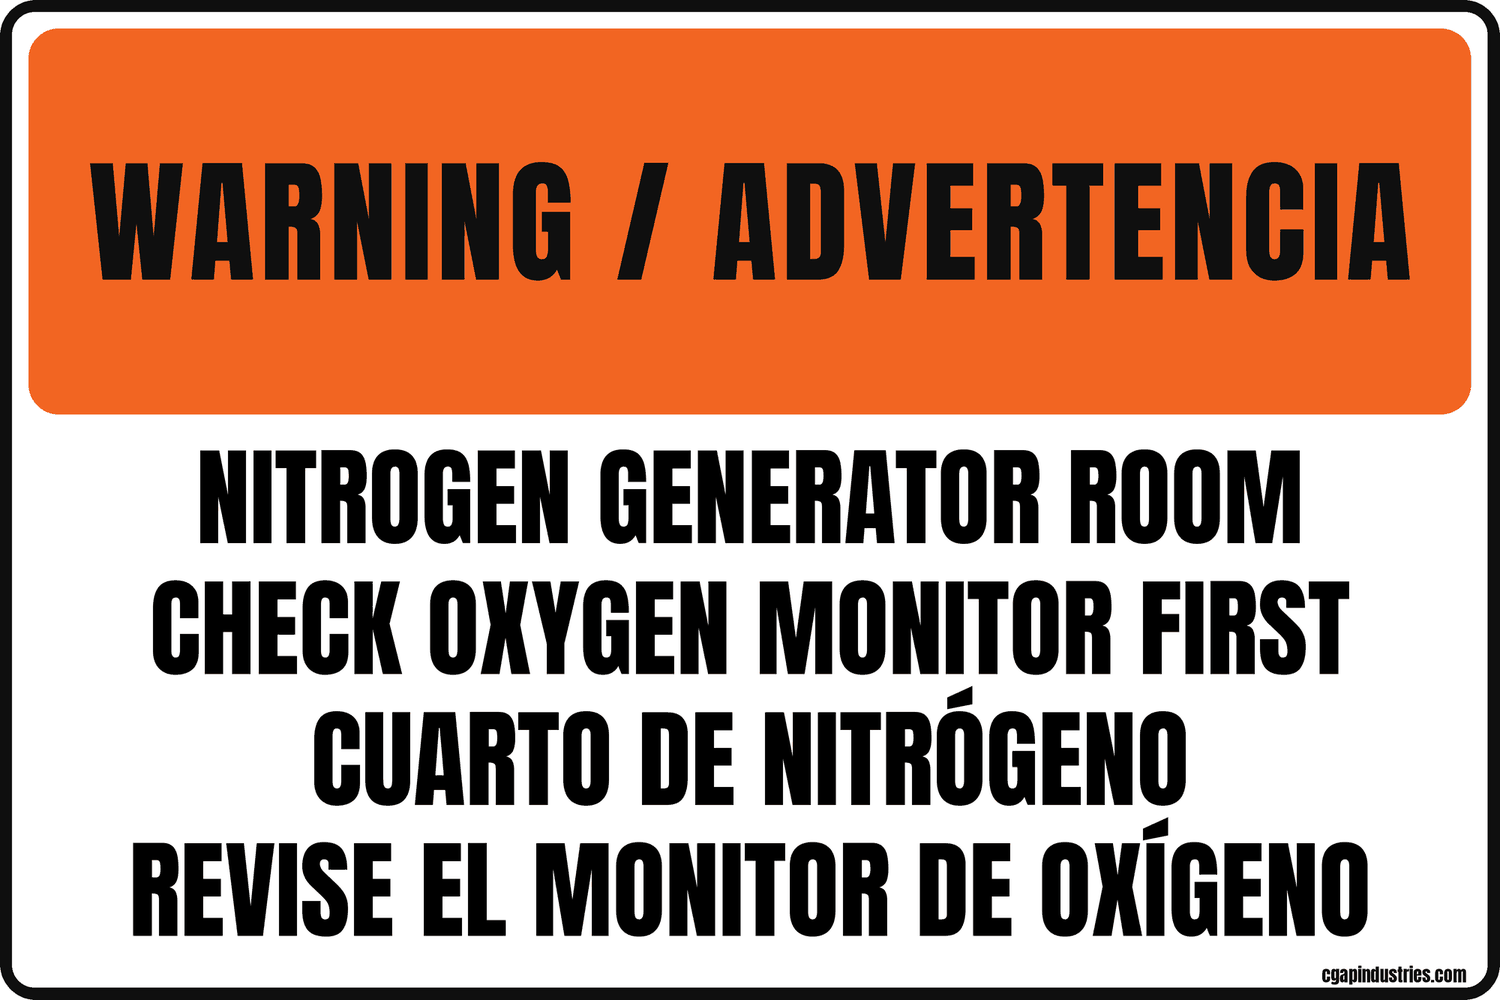 WARNING / ADVERTENCIA
NITROGEN GENERATOR ROOM
CHECK OXYGEN MONITOR FIRST
CUARTO DE NITRÓGENO
REVISE EL MONITOR DE OXÍGENO
cgapindustries.com